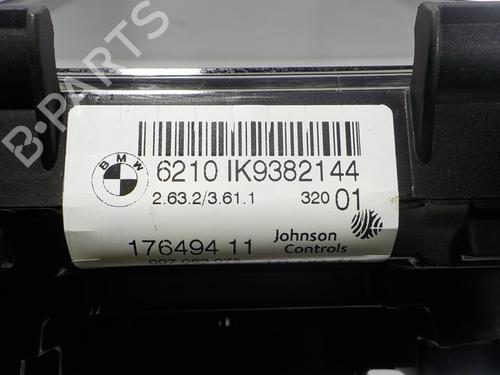 B-PARTS
BMW
6210 IK9382144
2.63.2/3.61.1 320 01
176494 11 Johnson Controls